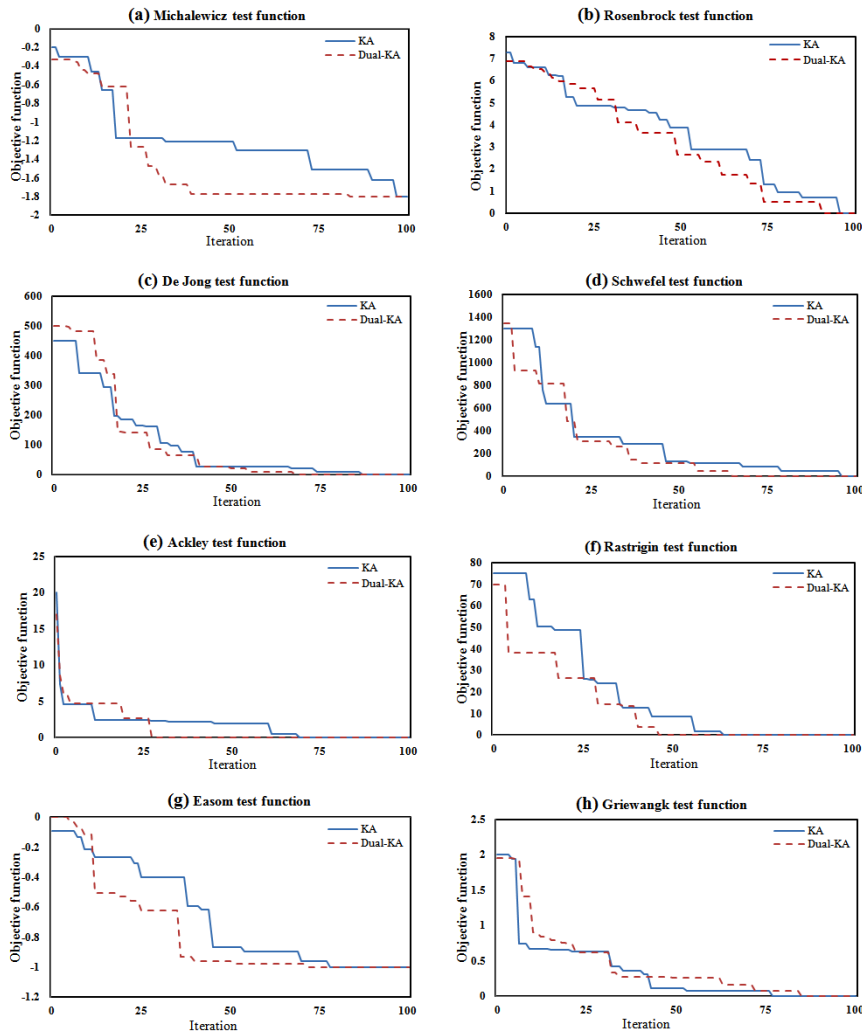 (a) Michalewicz test function
0
-0.2
-0.4
-0.6
-0.8
-1
-1.2
-1.4
-1.6
-1.8
-2
Objective function
KA
Dual-KA
0 25 50 75 100
Iteration
(b) Rosenbrock test function
8
7
6
5
4
3
2
1
0
Objective function
KA
Dual-KA
0 25 50 75 100
Iteration
(c) De Jong test function
600
500
400
300
200
100
0
Objective function
KA
Dual-KA
0 25 50 75 100
Iteration
(d) Schwefel test function
1600
1400
1200
1000
800
600
400
200
0
Objective function
KA
Dual-KA
0 25 50 75 100
Iteration
(e) Ackley test function
25
20
15
10
5
0
Objective function
KA
Dual-KA
0 25 50 75 100
Iteration
(f) Rastrigin test function
80
70
60
50
40
30
20
10
0
Objective function
KA
Dual-KA
0 25 50 75 100
Iteration
(g) Easom test function
0
-0.2
-0.4
-0.6
-0.8
-1
-1.2
Objective function
KA
Dual-KA
0 25 50 75 100
Iteration
(h) Griewangk test function
2.5
2
1.5
1
0.5
0
Objective function
KA
Dual-KA
0 25 50 75 100
Iteration